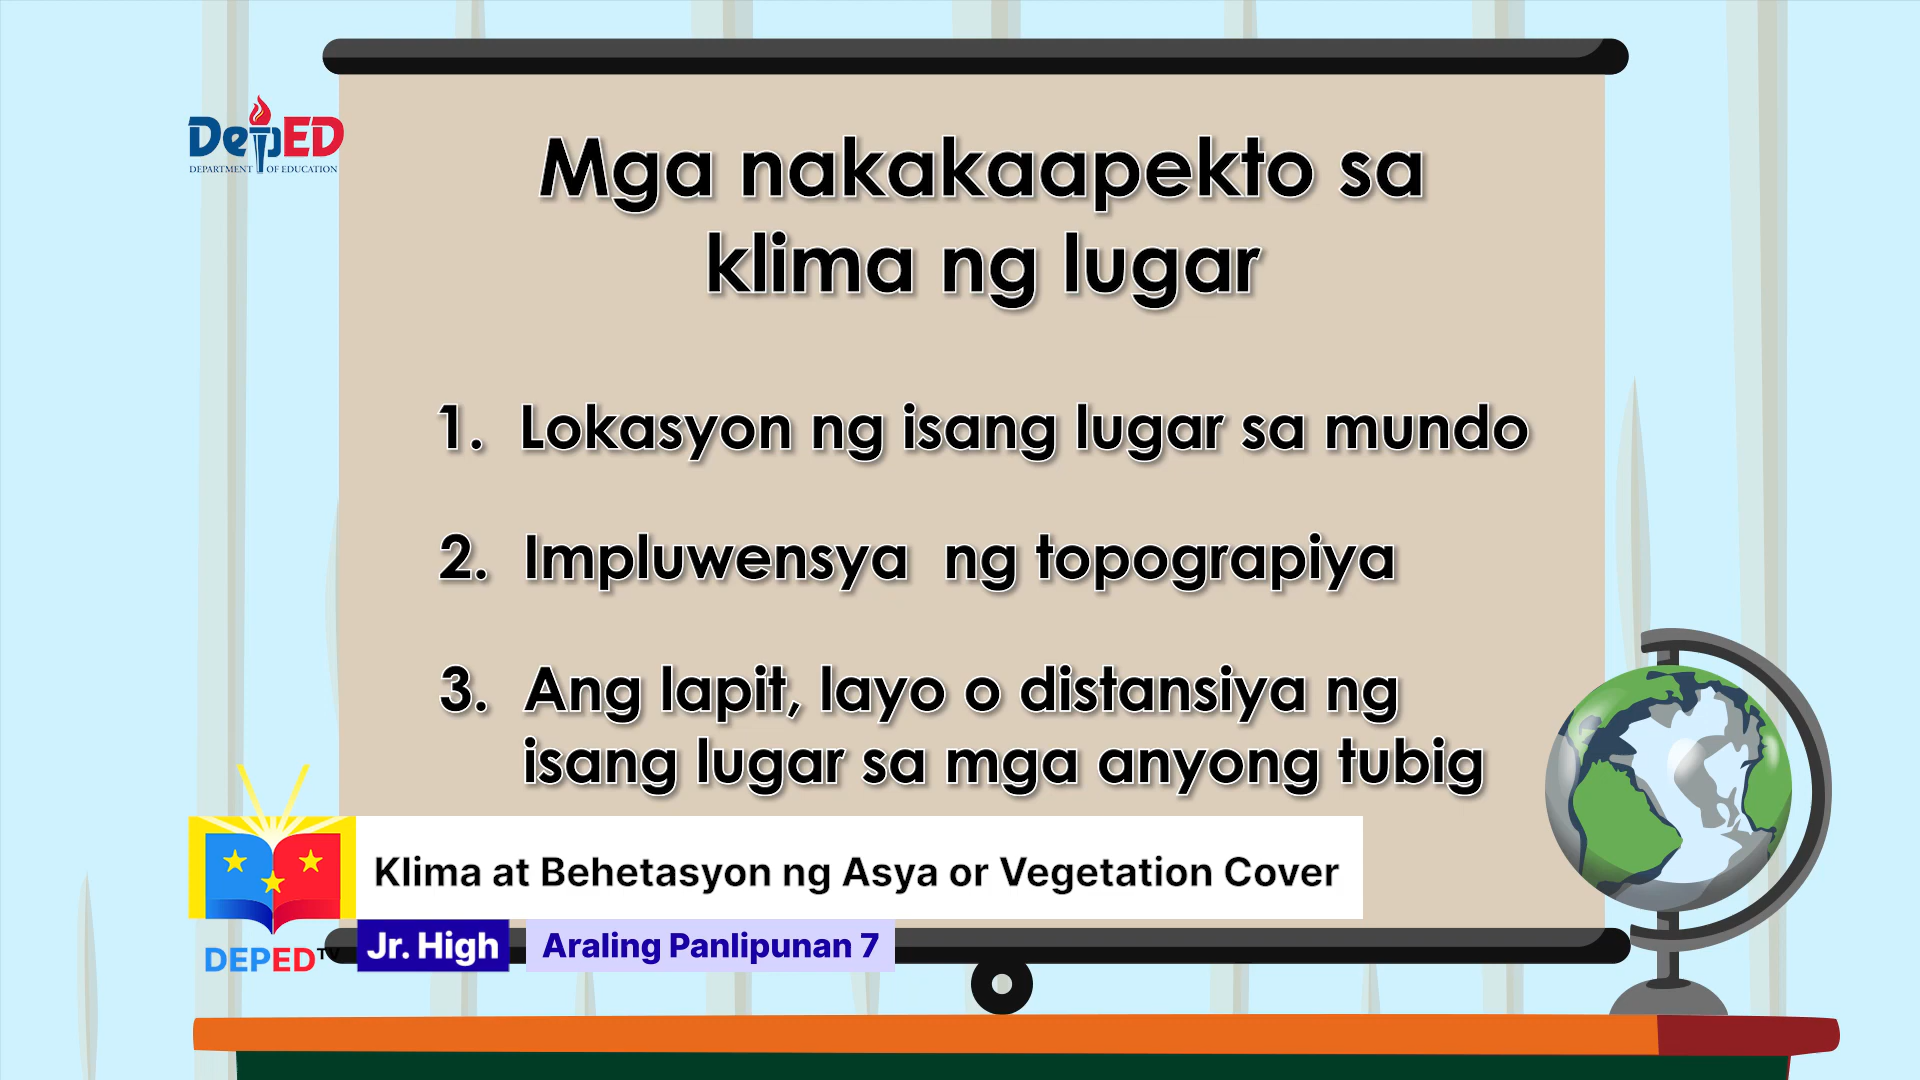 DepED
DEPARTMENT OF EDUCATION
Mga nakakaapekto sa
klima ng lugar
1. Lokasyon ng isang lugar sa mundo
2. Impluwensya ng topograpiya
3. Ang lapit, layo o distansiya ng
isang lugar sa mga anyong tubig
Klima at Behetasyon ng Asya or Vegetation Cover
DEPED TV
Jr. High
Araling Panlipunan 7